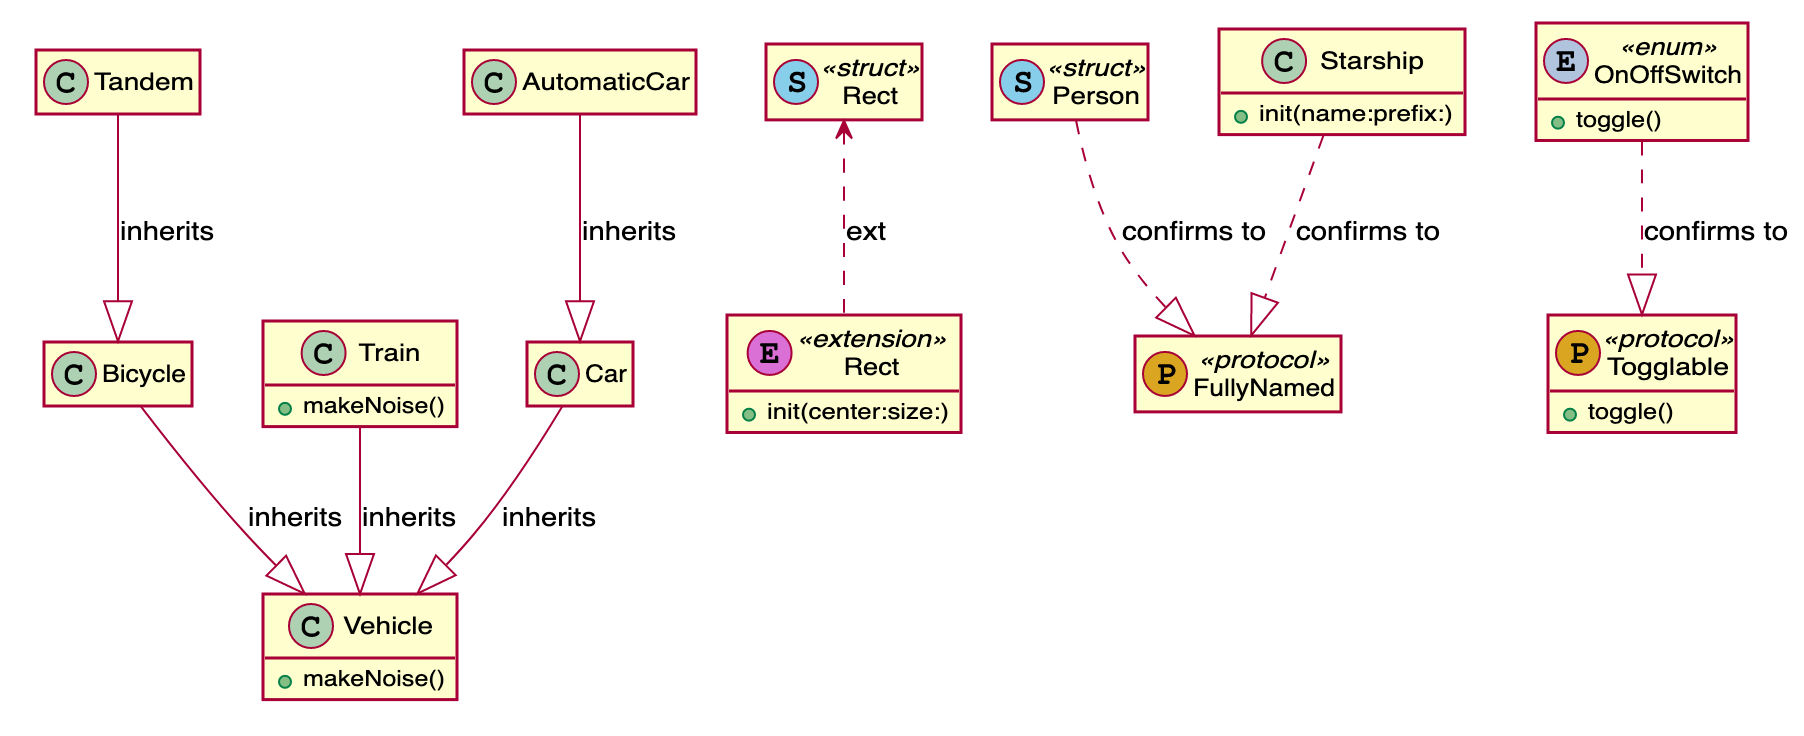 C Tandem
C AutomaticCar
S «struct»
Rect
S «struct»
Person
C Starship
init(name:prefix:)
E «enum»
OnOffSwitch
toggle()
inherits
inherits
ext
confirms to
confirms to
confirms to
C Bicycle
C Train
makeNoise()
C Car
E «extension»
Rect
init(center:size:)
P «protocol»
FullyNamed
P «protocol»
Togglable
toggle()
inherits
inherits
inherits
C Vehicle
makeNoise()